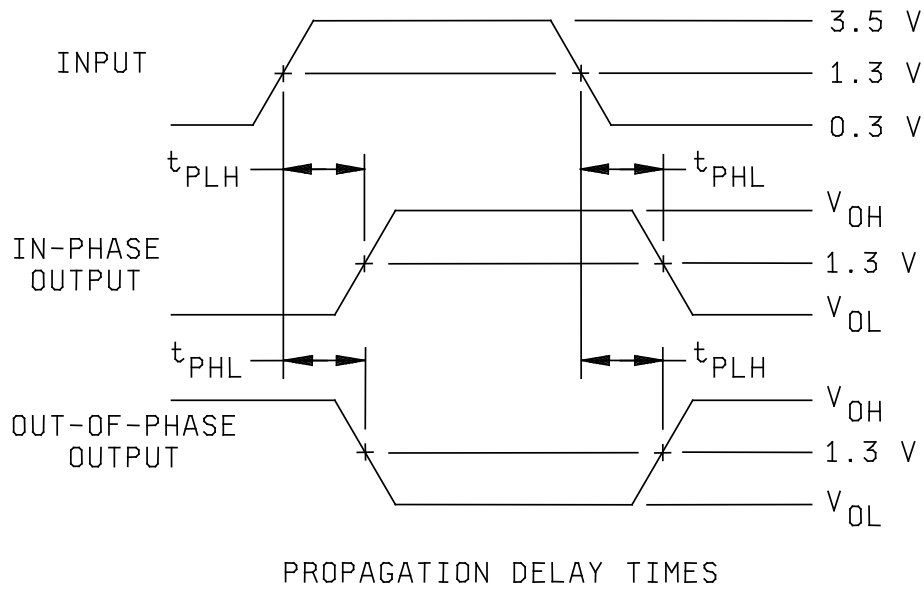 3.5 V
INPUT
1.3 V
0.3 V
tPLH
tPHL
VOH
IN-PHASE
OUTPUT
1.3 V
VOL
tPHL
tPLH
VOH
OUT-OF-PHASE
OUTPUT
1.3 V
VOL
PROPAGATION DELAY TIMES